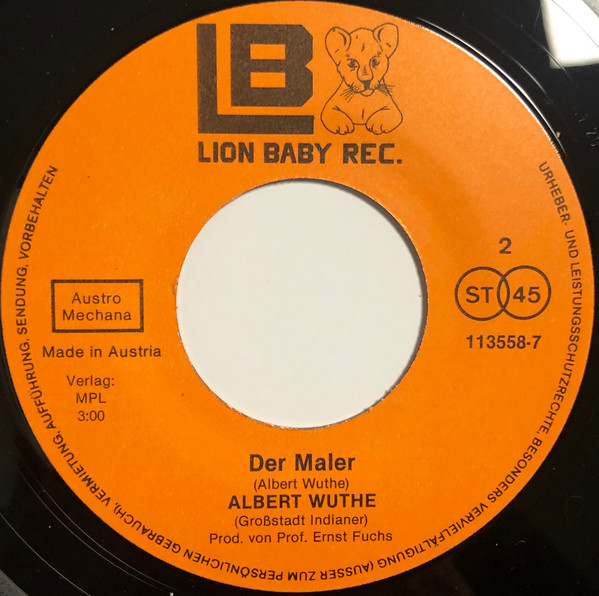 LB
LION BABY REC.
2
ST 45
113558-7
Austro
Mechana
Made in Austria
Verlag:
MPL
3:00
Der Maler
(Albert Wuthe)
ALBERT WUTHE
(Großstadt Indianer)
Prod. von Prof. Ernst Fuchs
URHEBER- UND LEISTUNGSSCHUTZRECHTE, BESONDERS VERVIELFÄLTIGUNG (AUSSER ZUM PERSÖNLICHEN GEBRAUCH), VERMIETUNG, AUFFÜHRUNG, SENDUNG, VORBEHALTEN